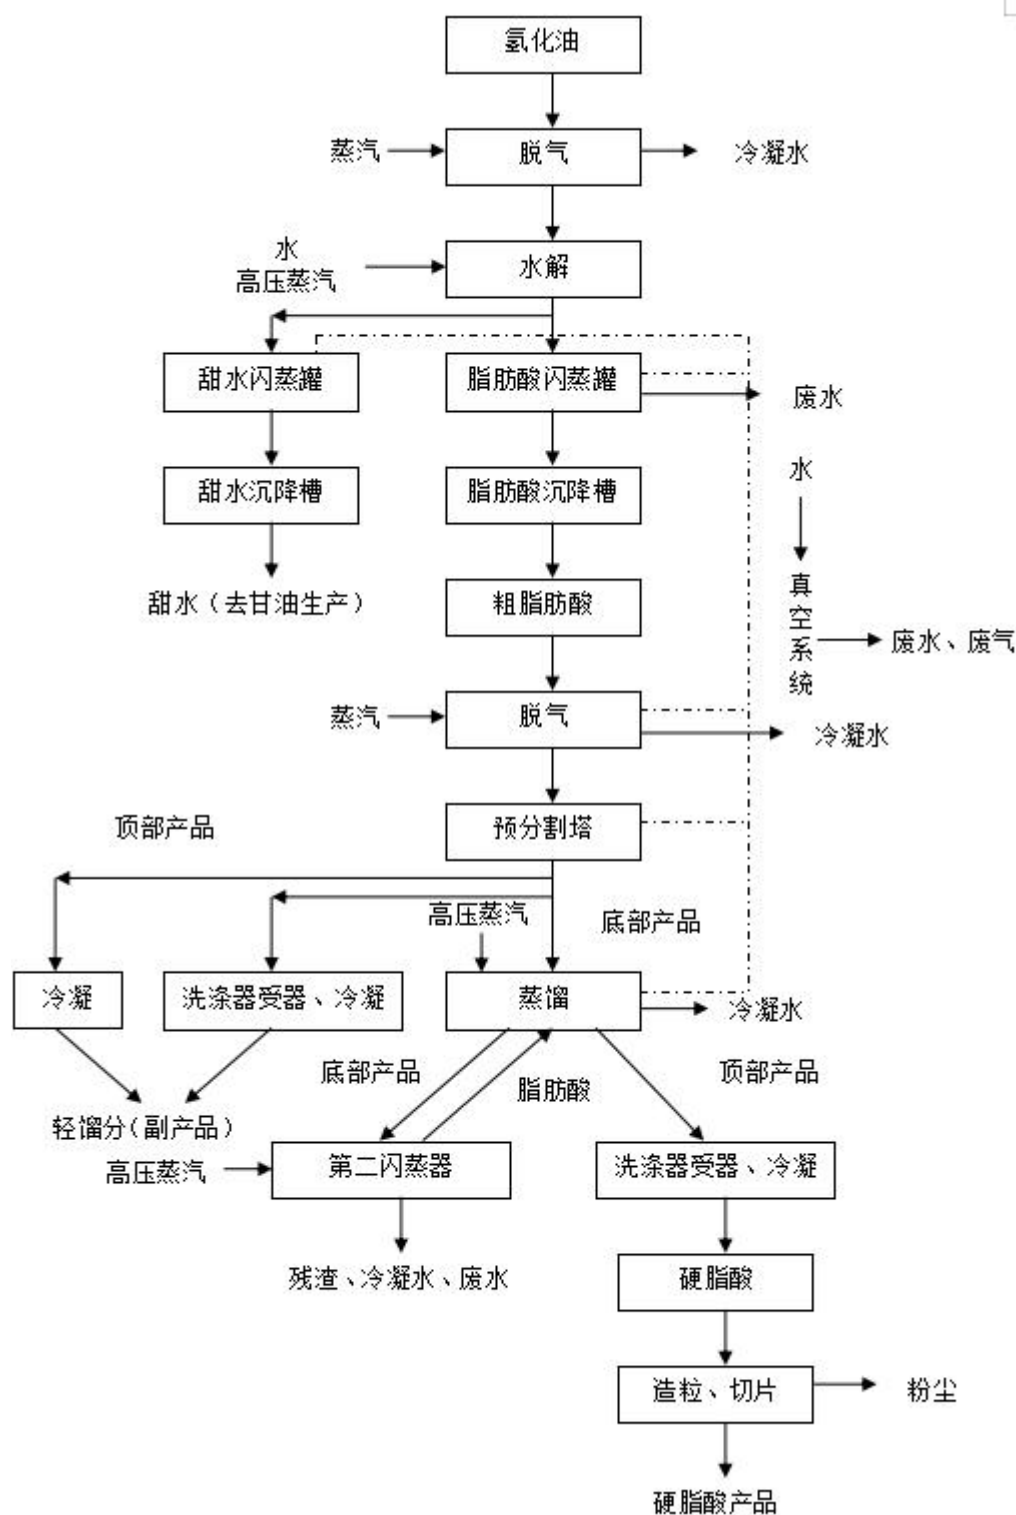 氢化油
蒸汽
脱气
冷凝水
水
高压蒸汽
水解
甜水闪蒸罐
脂肪酸闪蒸罐
废水
甜水沉降槽
脂肪酸沉降槽
水
甜水（去甘油生产）
粗脂肪酸
真空系统
废水、废气
蒸汽
脱气
冷凝水
顶部产品
预分割塔
高压蒸汽
底部产品
冷凝
洗涤器受器、冷凝
蒸馏
冷凝水
底部产品
脂肪酸
顶部产品
轻馏分（副产品）
高压蒸汽
第二闪蒸器
洗涤器受器、冷凝
残渣、冷凝水、废水
硬脂酸
造粒、切片
粉尘
硬脂酸产品